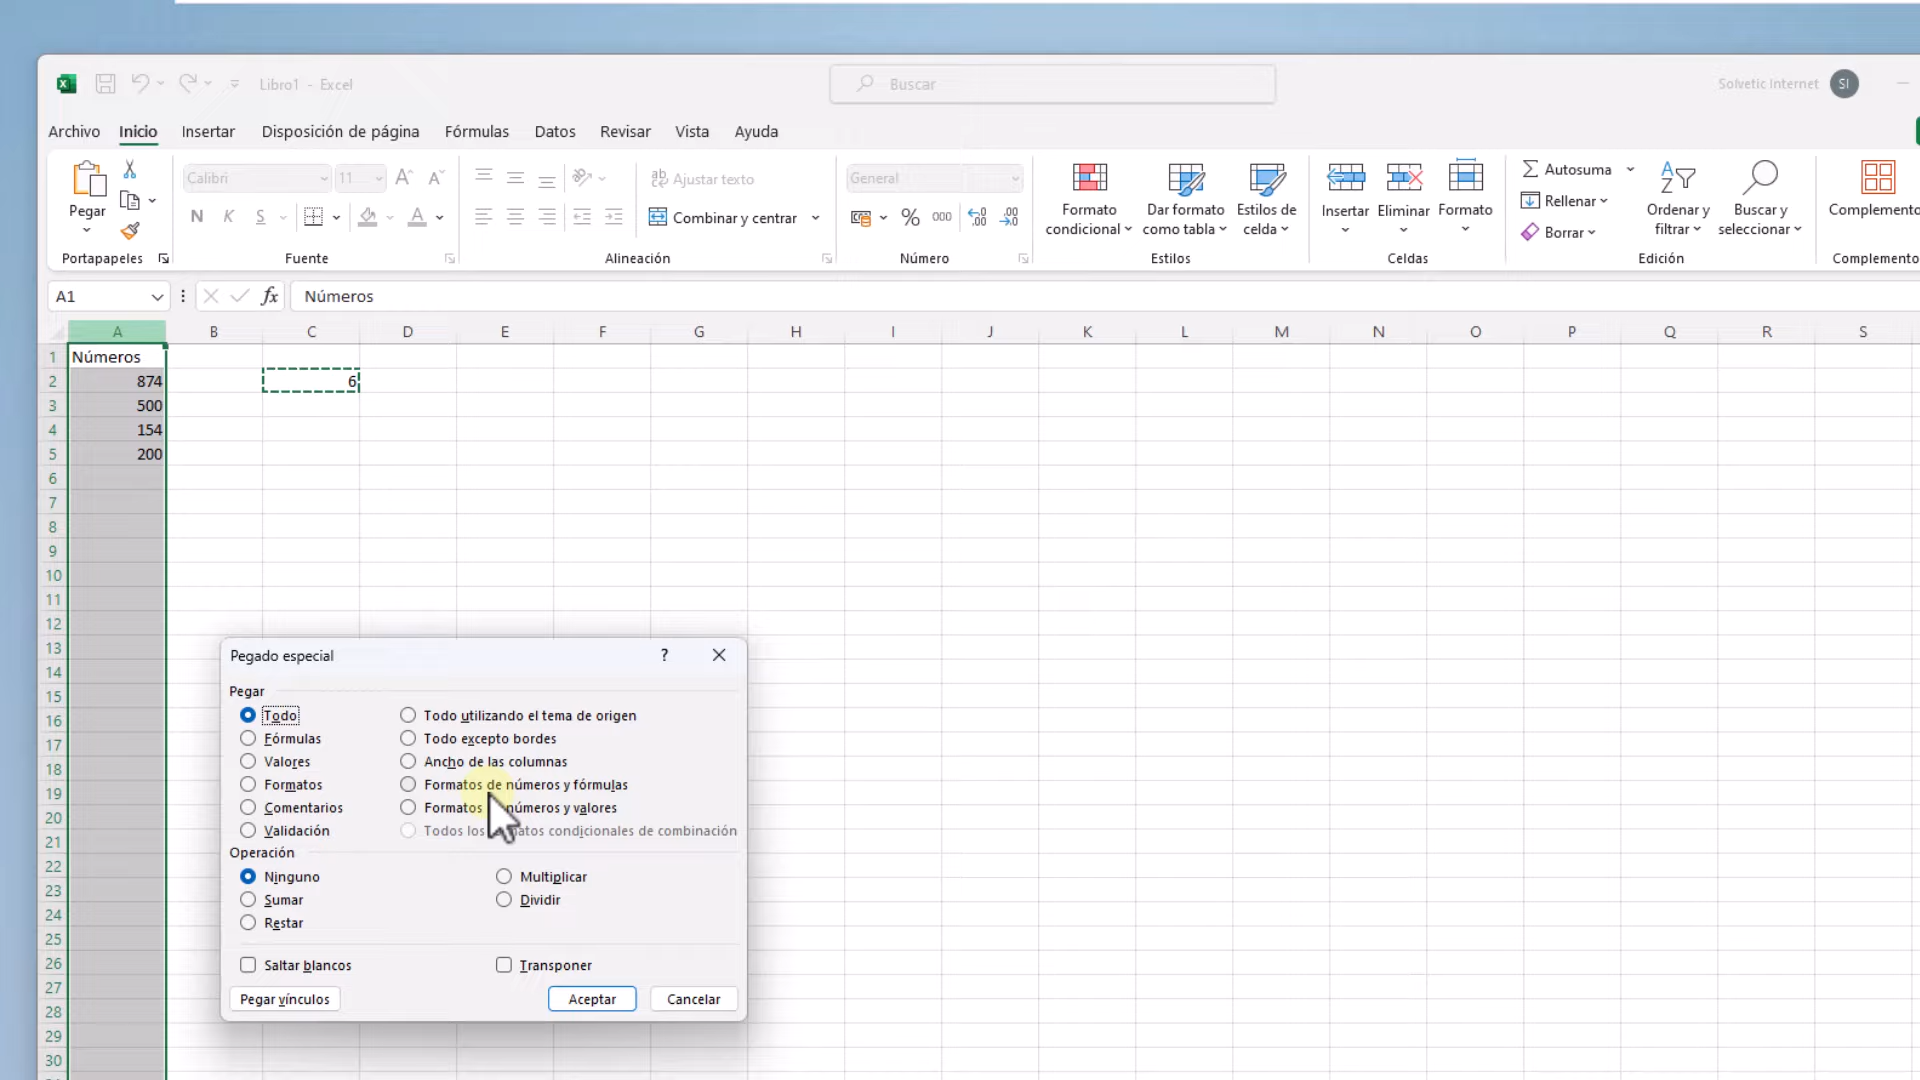 Libro1 - Excel
Buscar
Solvetic Internet
SI
Archivo Inicio Insertar Disposición de página Fórmulas Datos Revisar Vista Ayuda
Pegar
Portapapeles
Calibri 11
N K S
Fuente
Ajustar texto
Combinar y centrar
Alineación
General
% 000
Número
Formato condicional
Dar formato como tabla
Estilos de celda
Estilos
Insertar Eliminar Formato
Celdas
Autosuma
Rellenar
Borrar
Ordenar y filtrar
Buscar y seleccionar
Edición
Complemento
Complemento
A1 fx Números
A B C D E F G H I J K L M N O P Q R S
1 Números
2 874 6
3 500
4 154
5 200
6
7
8
9
10
11
12
13
14
15
16
17
18
19
20
21
22
23
24
25
26
27
28
29
30
Pegado especial ?
Pegar
Todo Todo utilizando el tema de origen
Fórmulas Todo excepto bordes
Valores Ancho de las columnas
Formatos Formatos de números y fórmulas
Comentarios Formatos números y valores
Validación Todos los condicionales de combinación
Operación
Ninguno Multiplicar
Sumar Dividir
Restar
Saltar blancos Transponer
Pegar vínculos Aceptar Cancelar